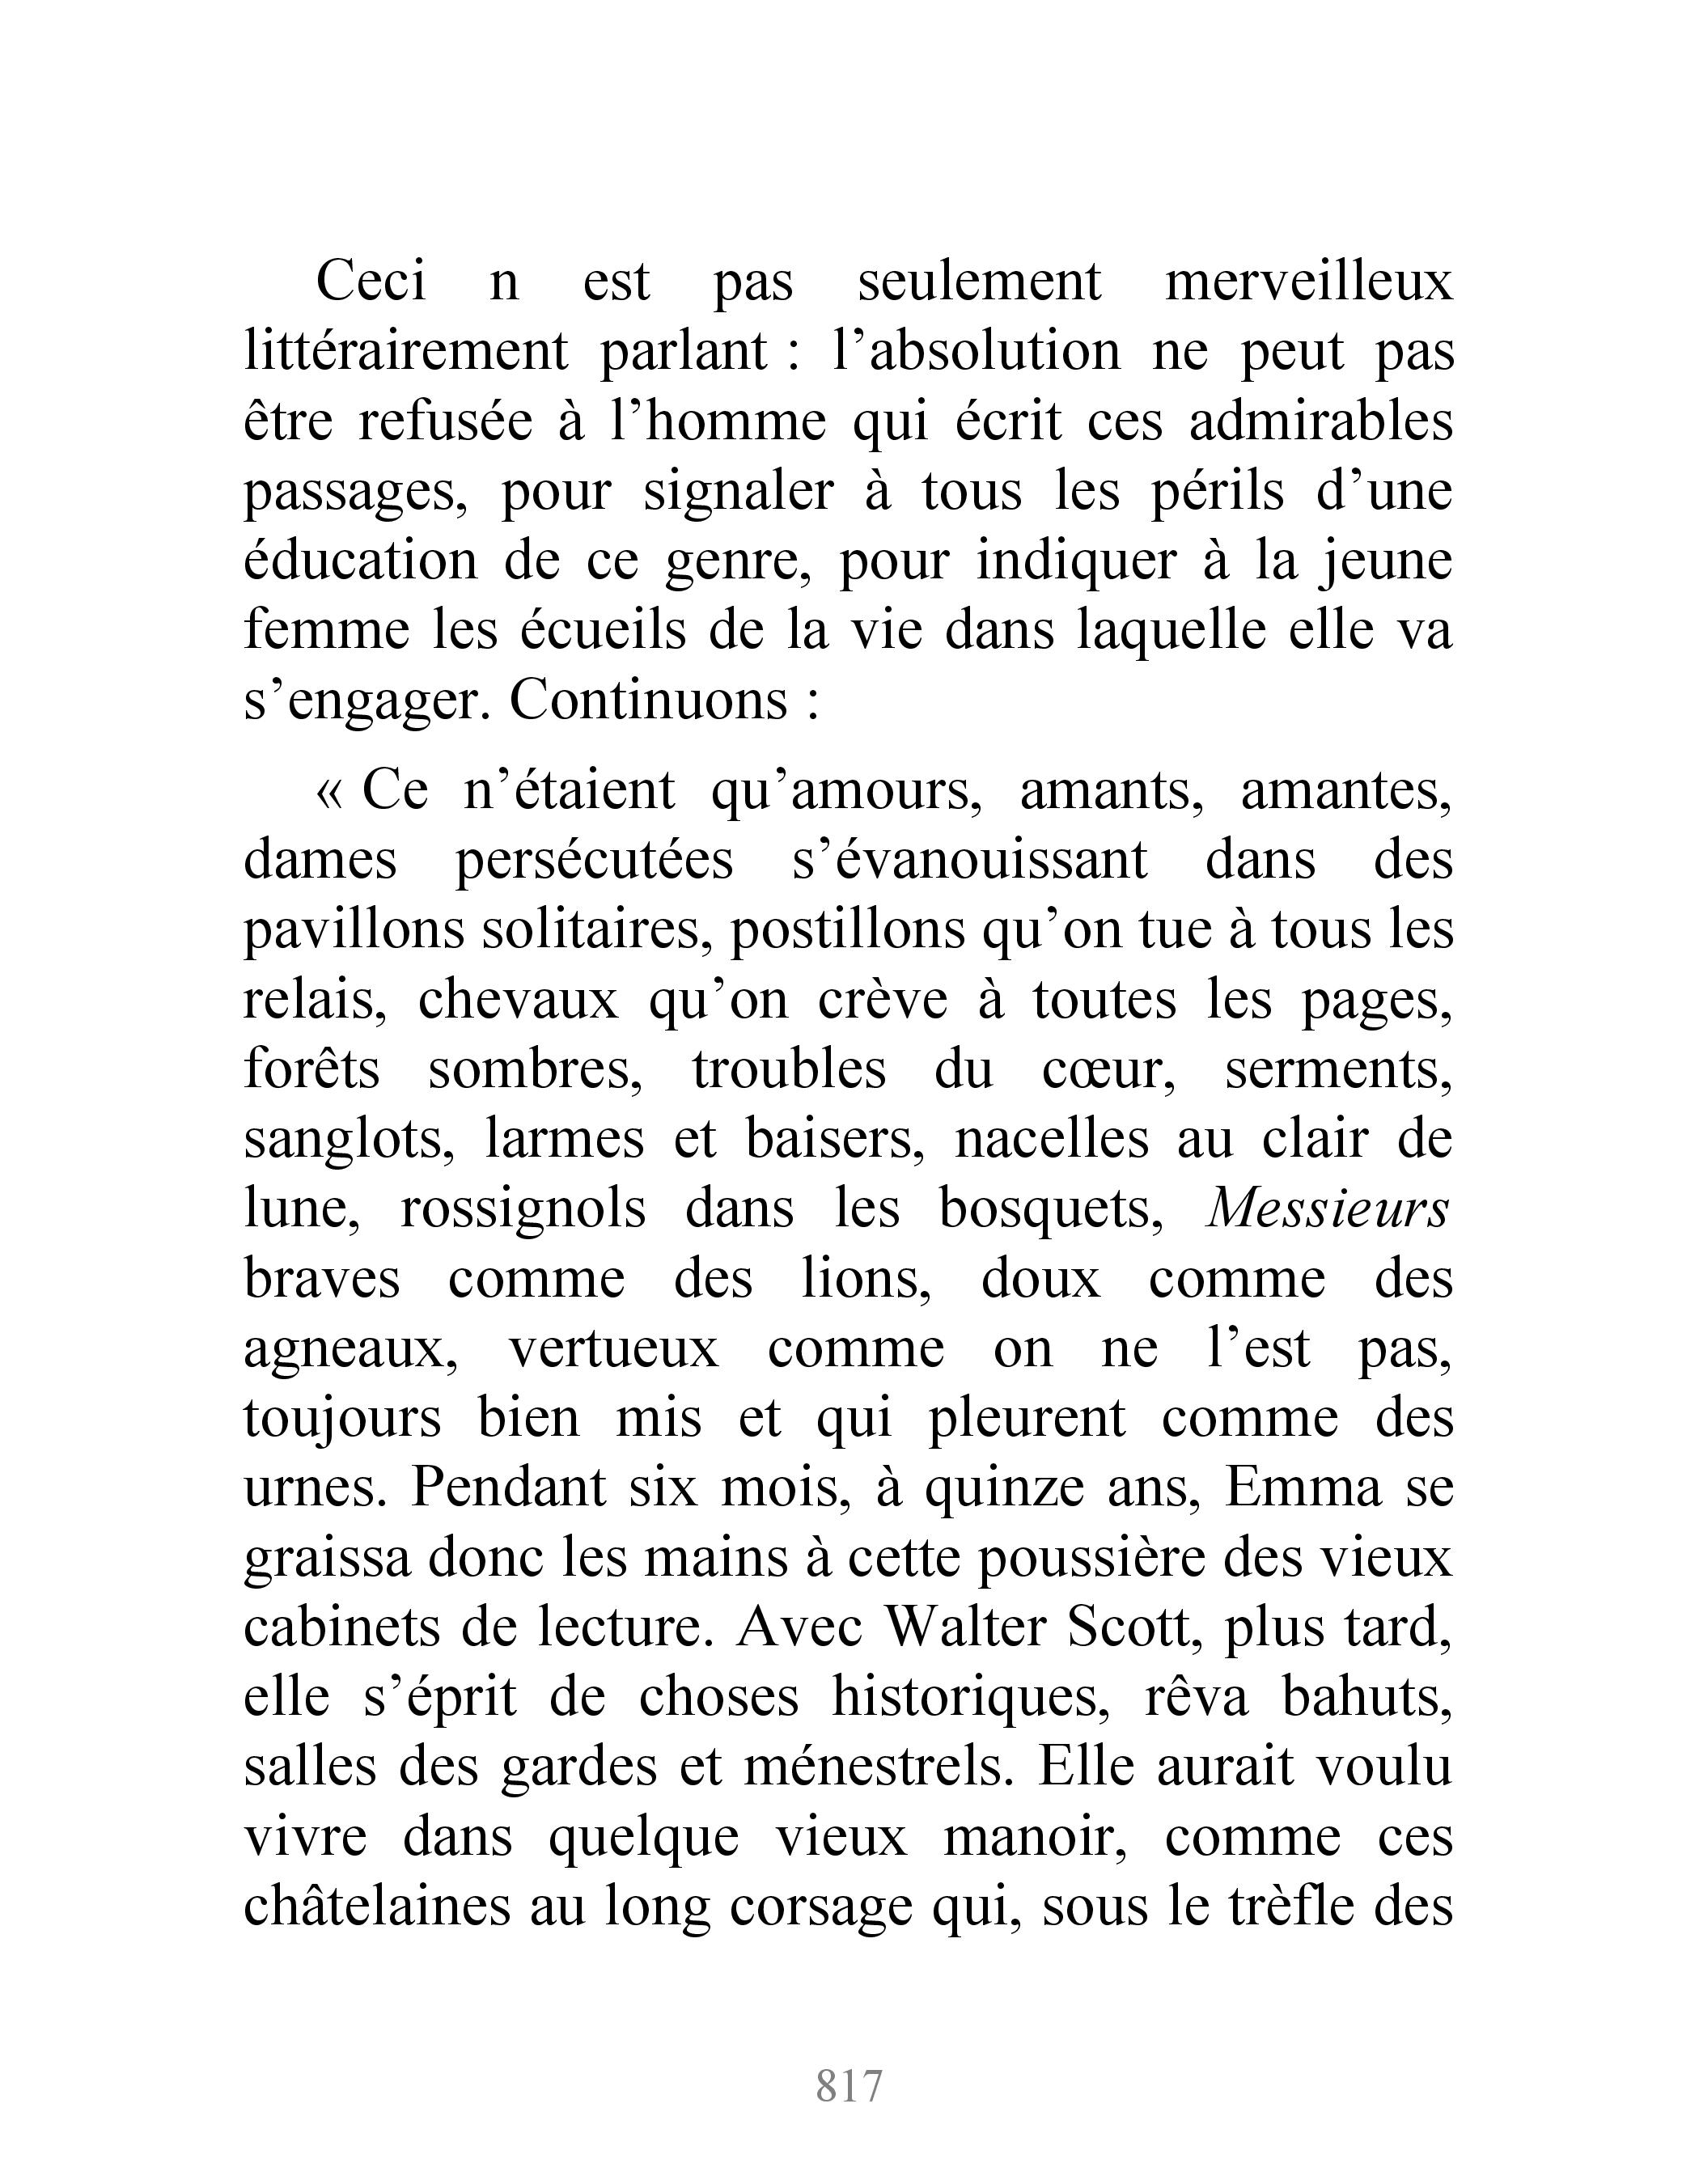 Ceci n est pas seulement merveilleux
littérairement parlant : l’absolution ne peut pas
être refusée à l’homme qui écrit ces admirables
passages, pour signaler à tous les périls d’une
éducation de ce genre, pour indiquer à la jeune
femme les écueils de la vie dans laquelle elle va
s’engager. Continuons :
« Ce n’étaient qu’amours, amants, amantes,
dames persécutées s’évanouissant dans des
pavillons solitaires, postillons qu’on tue à tous les
relais, chevaux qu’on crève à toutes les pages,
forêts sombres, troubles du cœur, serments,
sanglots, larmes et baisers, nacelles au clair de
lune, rossignols dans les bosquets, Messieurs
braves comme des lions, doux comme des
agneaux, vertueux comme on ne l’est pas,
toujours bien mis et qui pleurent comme des
urnes. Pendant six mois, à quinze ans, Emma se
graissa donc les mains à cette poussière des vieux
cabinets de lecture. Avec Walter Scott, plus tard,
elle s’éprit de choses historiques, rêva bahuts,
salles des gardes et ménestrels. Elle aurait voulu
vivre dans quelque vieux manoir, comme ces
châtelaines au long corsage qui, sous le trèfle des
817